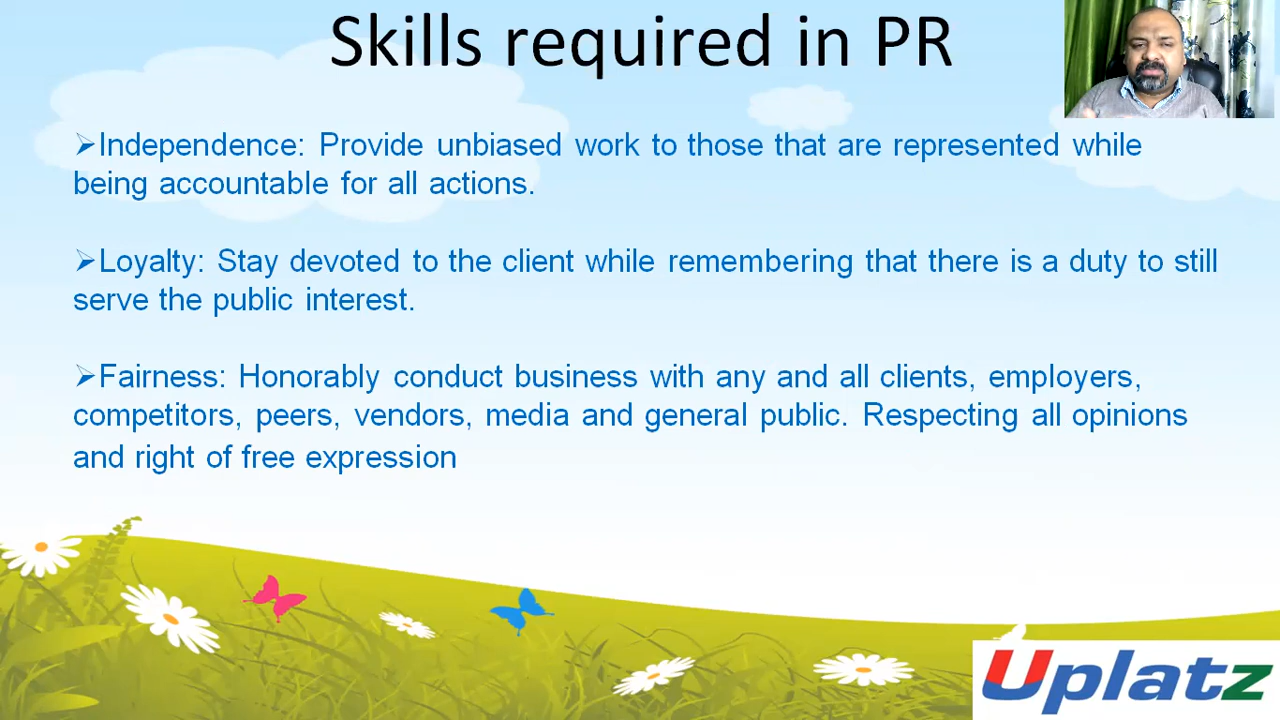 Skills required in PR
➢Independence: Provide unbiased work to those that are represented while
being accountable for all actions.
➢Loyalty: Stay devoted to the client while remembering that there is a duty to still
serve the public interest.
➢Fairness: Honorably conduct business with any and all clients, employers,
competitors, peers, vendors, media and general public. Respecting all opinions
and right of free expression
Uplatz